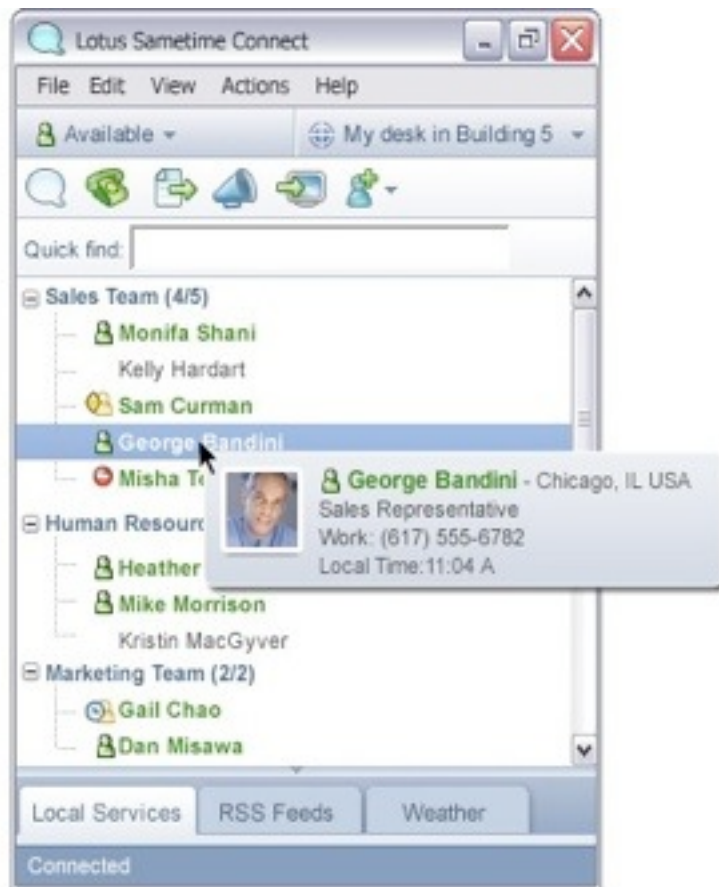 Lotus Sametime Connect
File Edit View Actions Help
Available My desk in Building 5
Quick find:
Sales Team (4/5)
Monifa Shani
Kelly Hardart
Sam Curman
George Bandini
Misha
George Bandini - Chicago, IL USA
Sales Representative
Work: (617) 555-6782
Local Time:11:04 A
Human
Heather
Mike Morrison
Kristin MacGyver
Marketing Team (2/2)
Gail Chao
Dan Misawa
Local Services RSS Feeds Weather
Connected